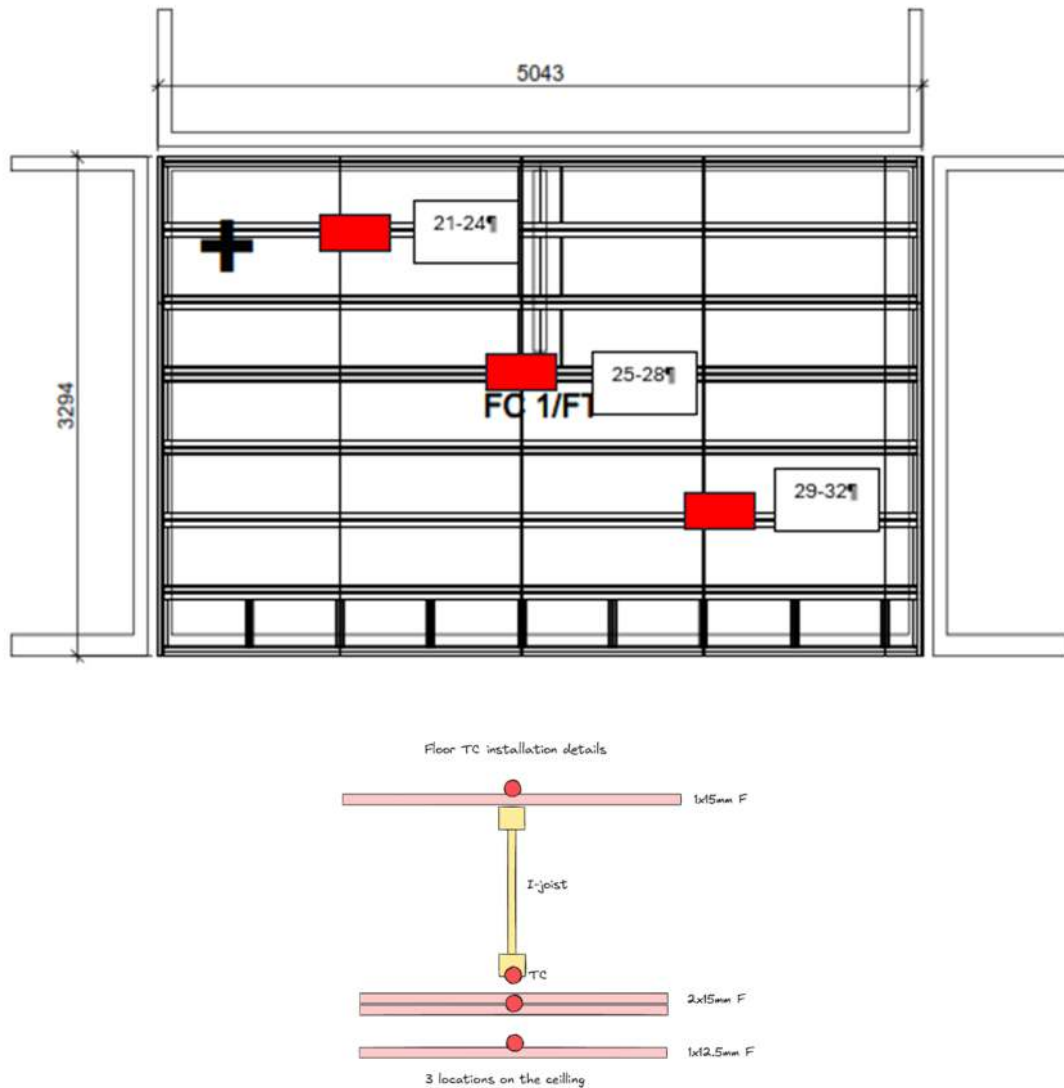 5043
21-24¶
3294
25-28¶
FC 1/FT
29-32¶
Floor TC installation details
1x15mm F
I-joist
TC
2x15mm F
1x12.5mm F
3 locations on the ceilling